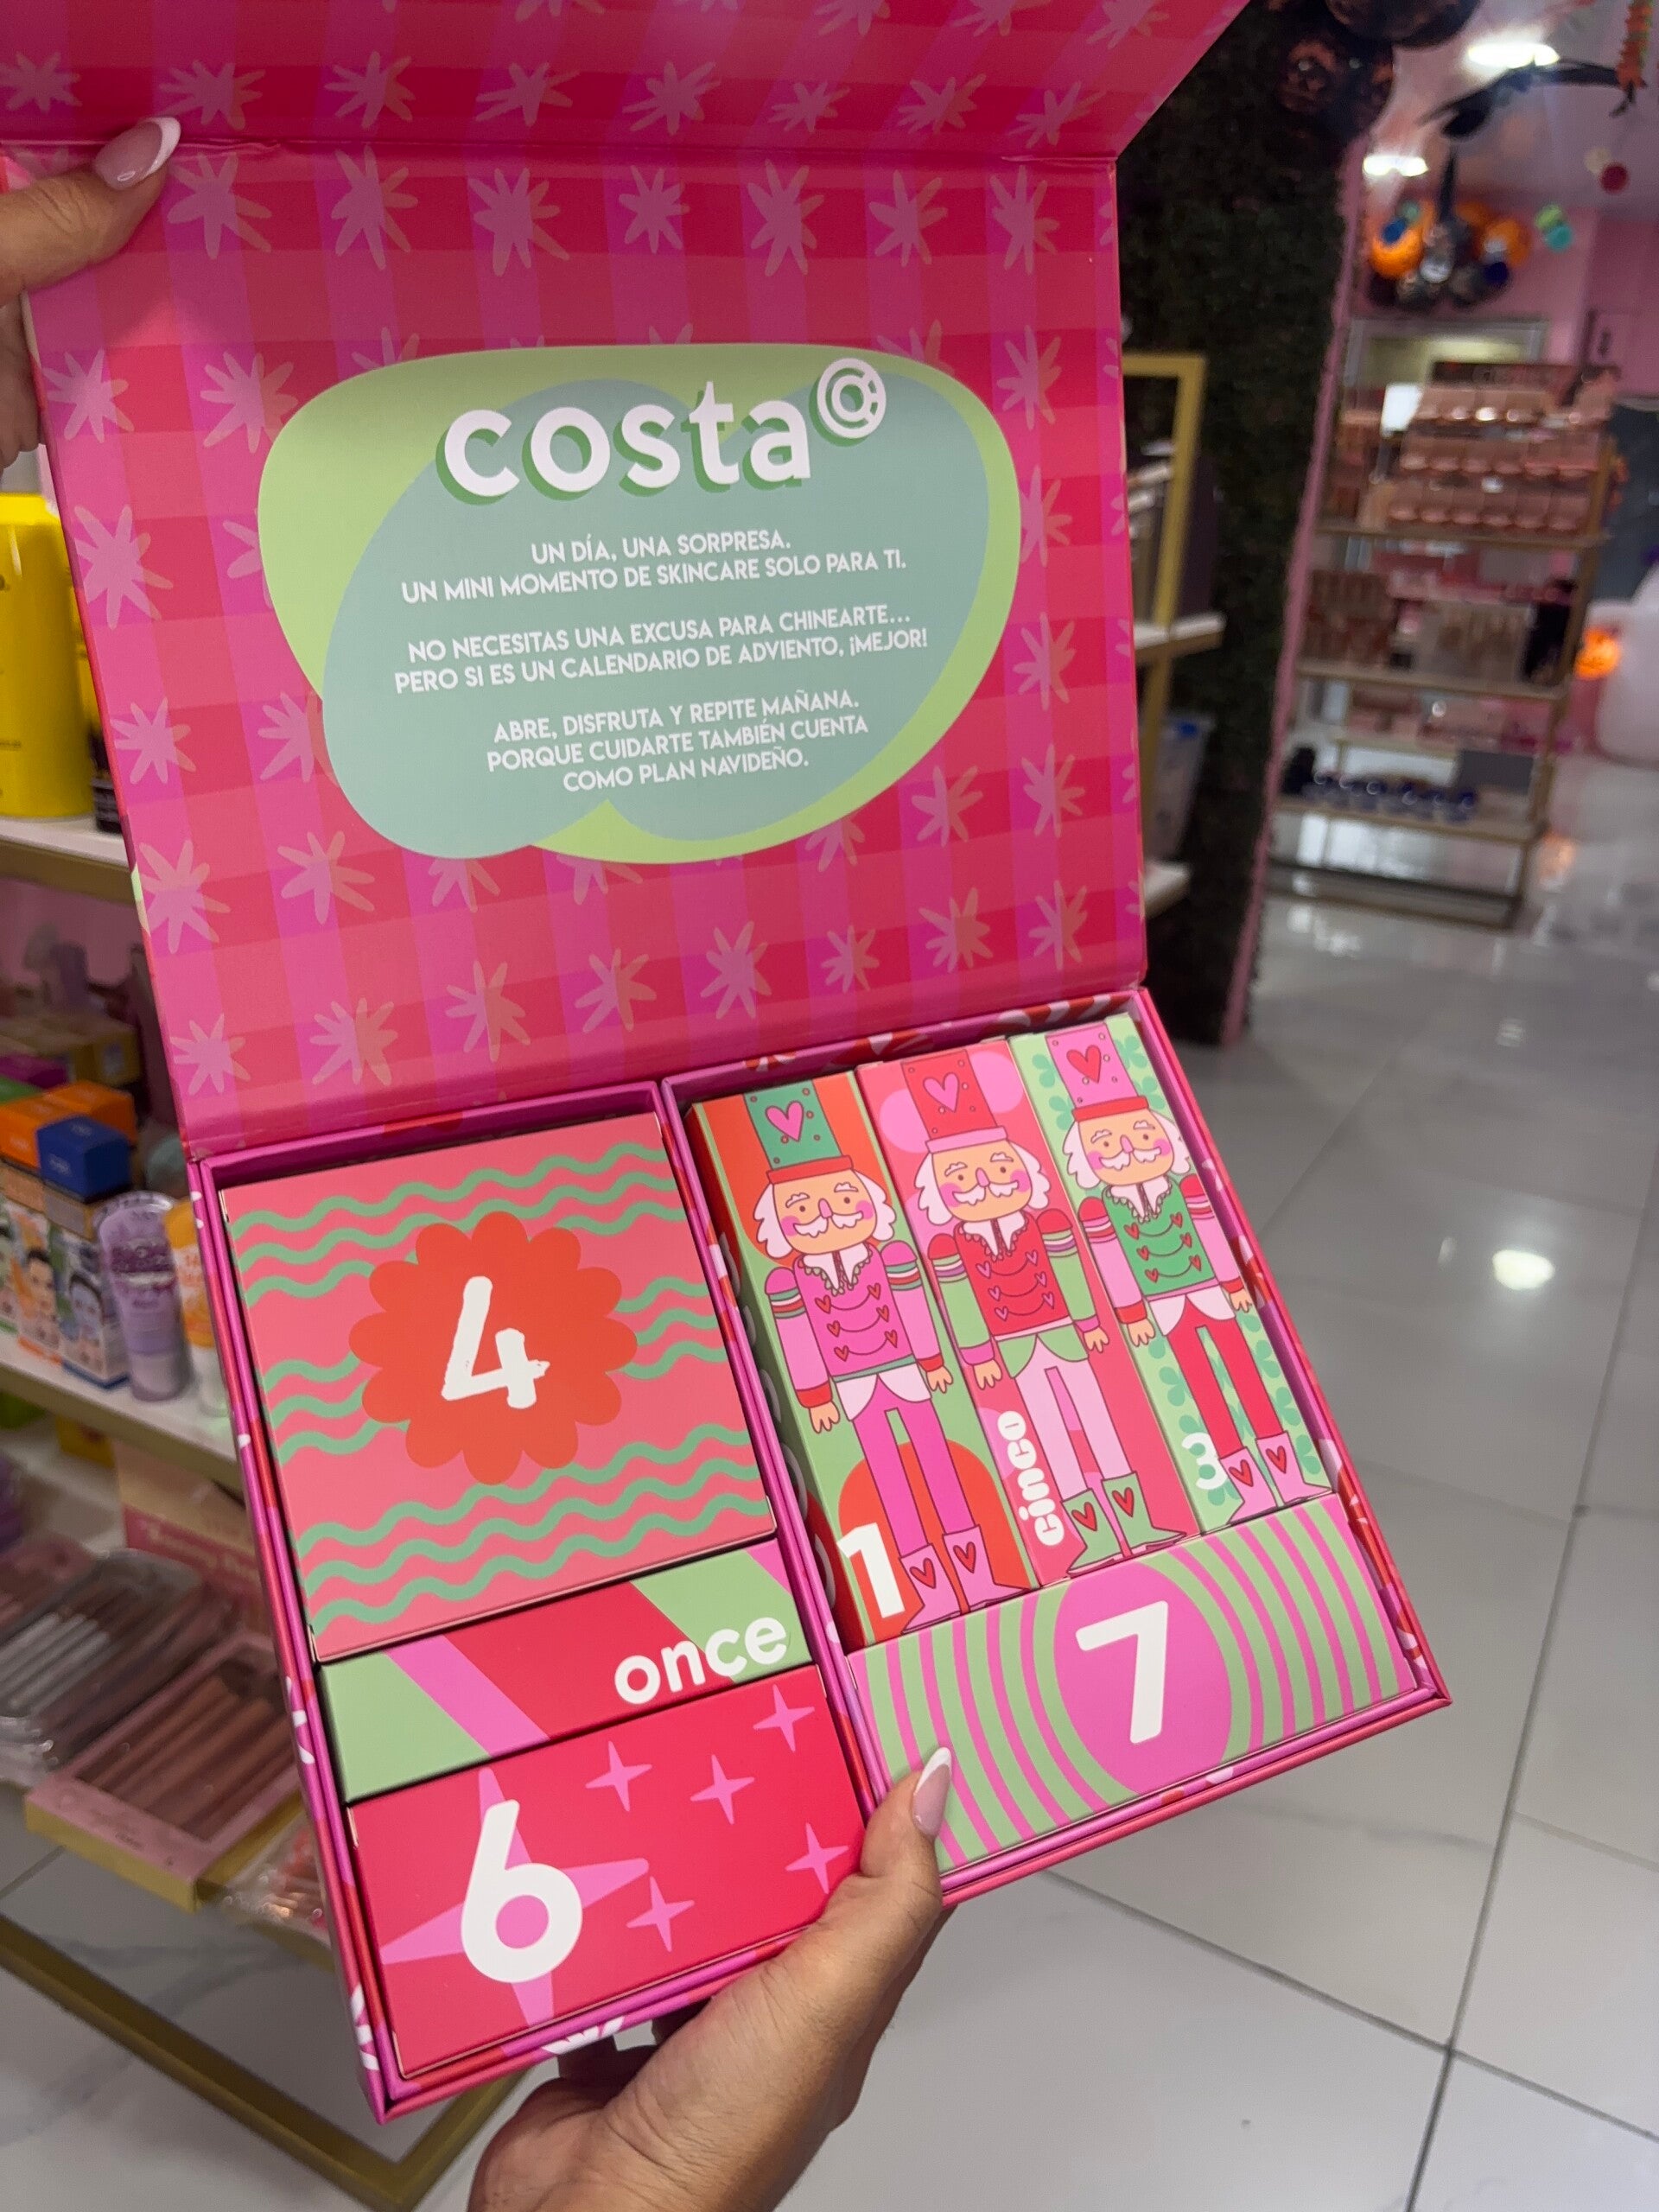 costa
UN DÍA, UNA SORPRESA.
UN MINI MOMENTO DE SKINCARE SOLO PARA TI.
NO NECESITAS UNA EXCUSA PARA CHINEARTE...
PERO SI ES UN CALENDARIO DE ADVIENTO, ¡MEJOR!
ABRE, DISFRUTA Y REPITE MAÑANA.
PORQUE CUIDARTE TAMBIÉN CUENTA
COMO PLAN NAVIDEÑO.
4
once
6
1
cinco
3
7